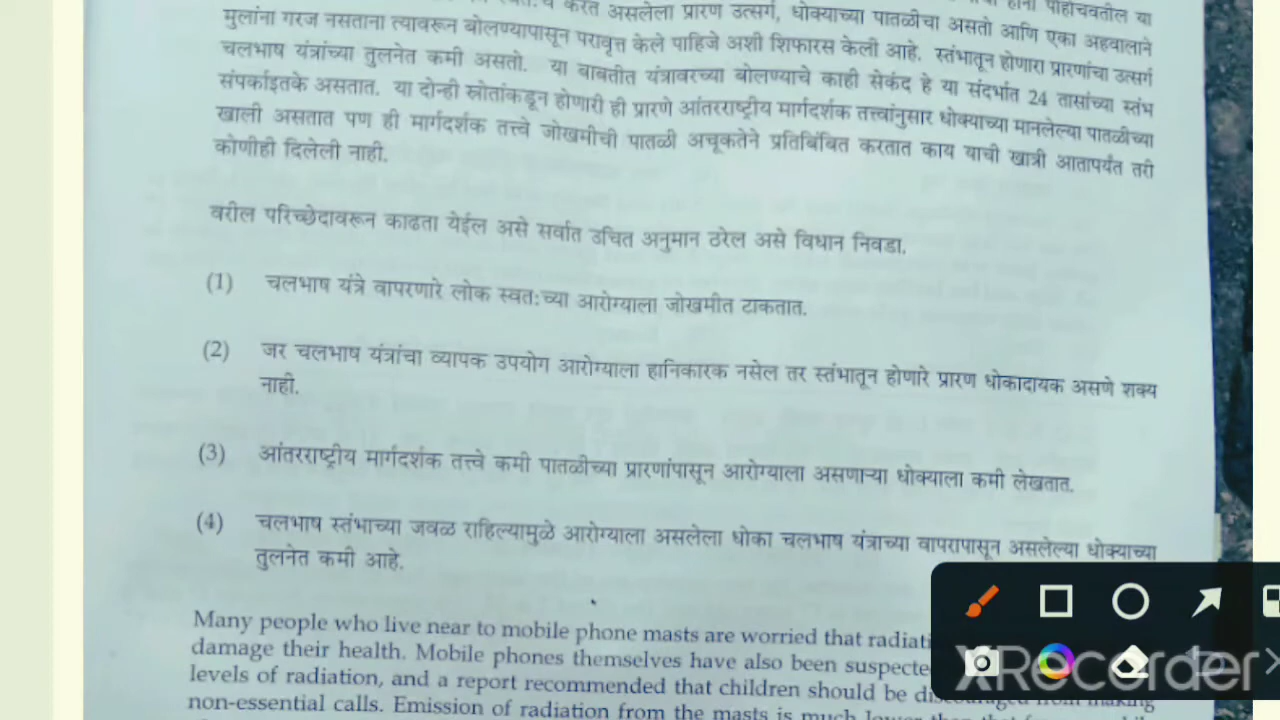 करत असलेला प्रारण उत्सर्ग, धोक्याच्या पातळीचा असतो आणि एका अहवालाने
मुलांना गरज नसताना त्यावरून बोलण्यापासून परावृत्त केले पाहिजे अशी शिफारस केली आहे. स्तंभातून होणारा प्रारणांचा उत्सर्ग
चलभाष यंत्रांच्या तुलनेत कमी असतो. या बाबतीत यंत्रावरच्या बोलण्याचे काही सेकंद हे या संदर्भात 24 तासांच्या स्तंभ
संपर्काइतके असतात. या दोन्ही स्रोतांकडून होणारी ही प्रारणे आंतरराष्ट्रीय मार्गदर्शक तत्त्वांनुसार धोक्याच्या मानलेल्या पातळीच्या
खाली असतात पण ही मार्गदर्शक तत्त्वे जोखमीची पातळी अचूकतेने प्रतिबिंबित करतात काय याची खात्री आतापर्यंत तरी
कोणीही दिलेली नाही.
वरील परिच्छेदावरून काढता येईल असे सर्वात उचित अनुमान ठरेल असे विधान निवडा.
(1) चलभाष यंत्रे वापरणारे लोक स्वत:च्या आरोग्याला जोखमीत टाकतात.
(2) जर चलभाष यंत्रांचा व्यापक उपयोग आरोग्याला हानिकारक नसेल तर स्तंभातून होणारे प्रारण धोकादायक असणे शक्य
नाही.
(3) आंतरराष्ट्रीय मार्गदर्शक तत्त्वे कमी पातळीच्या प्रारणांपासून आरोग्याला असणाऱ्या धोक्याला कमी लेखतात.
(4) चलभाष स्तंभाच्या जवळ राहिल्यामुळे आरोग्याला असलेला धोका चलभाष यंत्राच्या वापरापासून असलेल्या धोक्याच्या
तुलनेत कमी आहे.
Many people who live near to mobile phone masts are worried that
damage their health. Mobile phones themselves have also been
levels of radiation, and a report recommended that children should be
non-essential calls. Emission of radiation from the masts is much
XRecorder